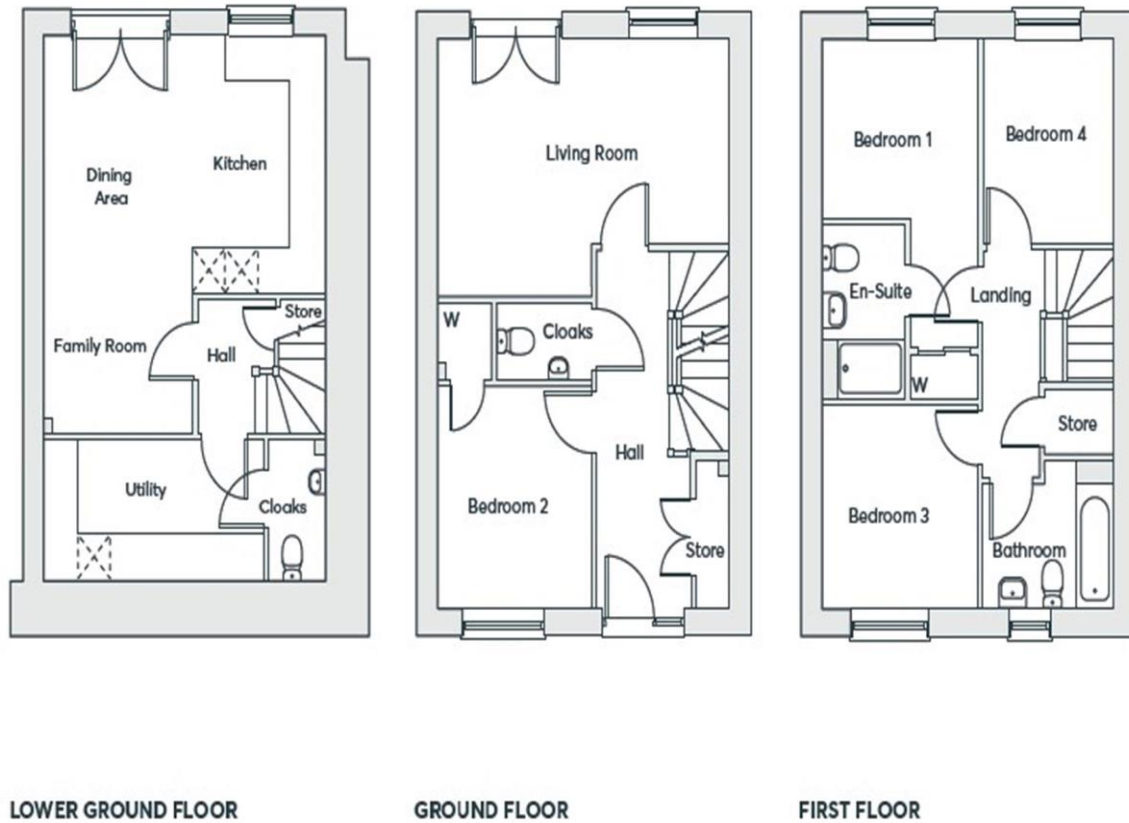 Dining
Area
Kitchen
Store
Family Room
Hall
Utility
Cloaks
LOWER GROUND FLOOR
Living Room
W
Cloaks
Hall
Bedroom 2
Store
GROUND FLOOR
Bedroom 1
Bedroom 4
En-Suite
Landing
W
Store
Bedroom 3
Bathroom
FIRST FLOOR